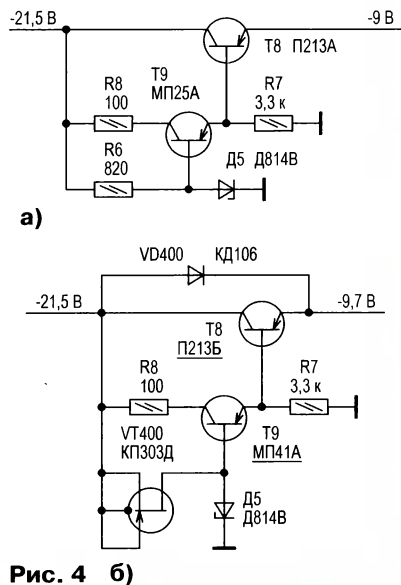 -21,5 В
-9 В
T8 П213А
R8
100
T9
МП25А
R7
3,3 к
R6
820
Д5 Д814В
а)
VD400 КД106
-21,5 В
-9,7 В
T8
П213Б
R8
100
R7
3,3 к
VT400
КП303Д
T9
МП41А
Д5
Д814В
Рис. 4 б)